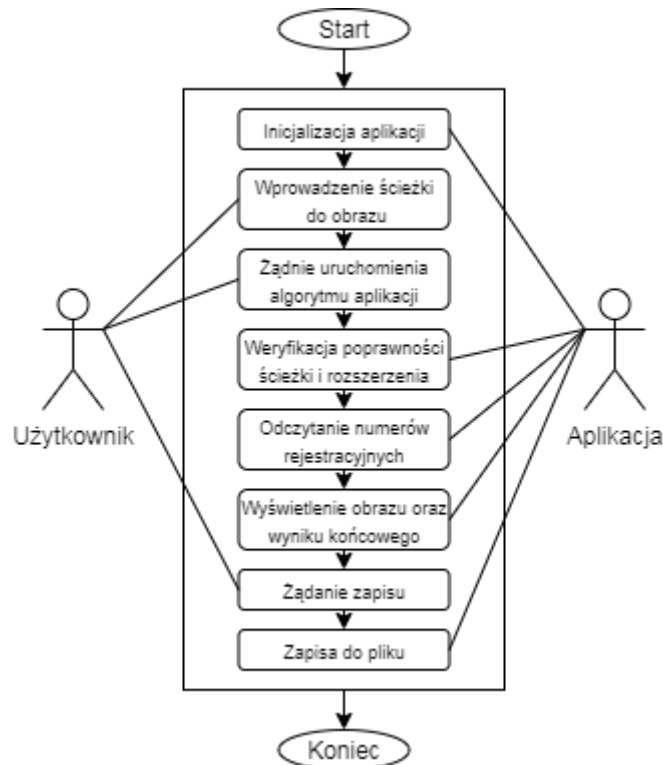 Start
Inicjalizacja aplikacji
Wprowadzenie ścieżki
do obrazu
Żądnie uruchomienia
algorytmu aplikacji
Weryfikacja poprawności
ścieżki i rozszerzenia
Użytkownik
Aplikacja
Odczytanie numerów
rejestracyjnych
Wyświetlenie obrazu oraz
wyniku końcowego
Żądanie zapisu
Zapisa do pliku
Koniec